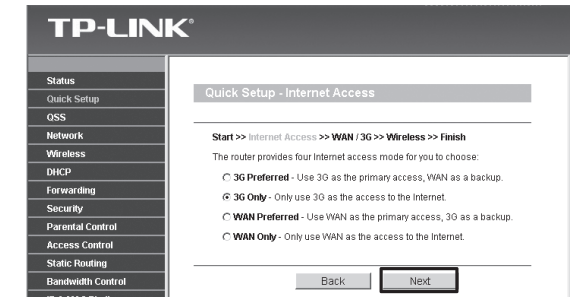 TP-LINK®
Status
Quick Setup
QSS
Network
Wireless
DHCP
Forwarding
Security
Parental Control
Access Control
Static Routing
Bandwidth Control
Quick Setup - Internet Access
Start >> Internet Access >> WAN / 3G >> Wireless >> Finish
The router provides four Internet access mode for you to choose:
3G Preferred - Use 3G as the primary access, WAN as a backup.
3G Only - Only use 3G as the access to the Internet.
WAN Preferred - Use WAN as the primary access, 3G as a backup.
WAN Only - Only use WAN as the access to the Internet.
Back Next